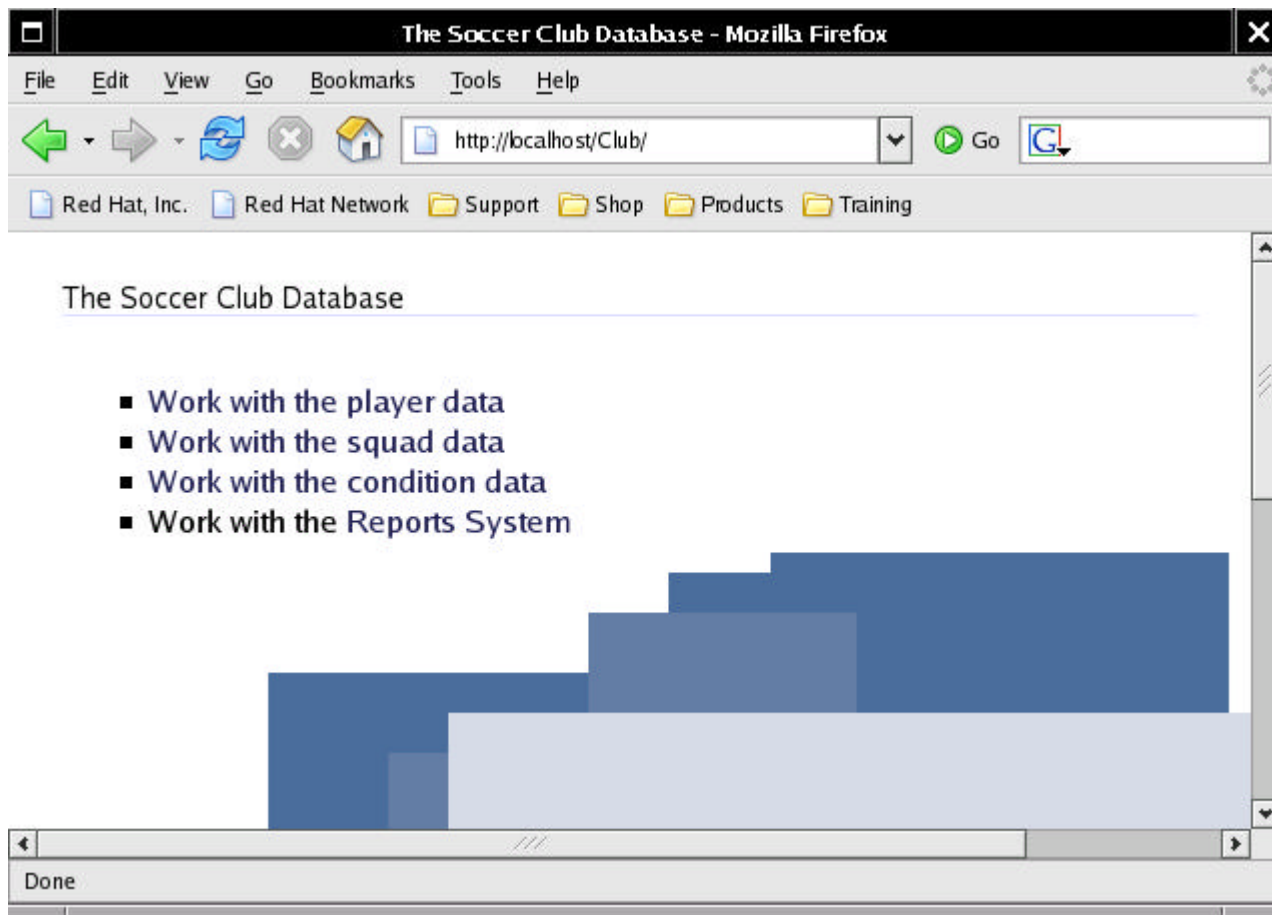 The Soccer Club Database - Mozilla Firefox
File Edit View Go Bookmarks Tools Help
http://localhost/Club/ Go G
Red Hat, Inc. Red Hat Network Support Shop Products Training
The Soccer Club Database
Work with the player data
Work with the squad data
Work with the condition data
Work with the Reports System
Done